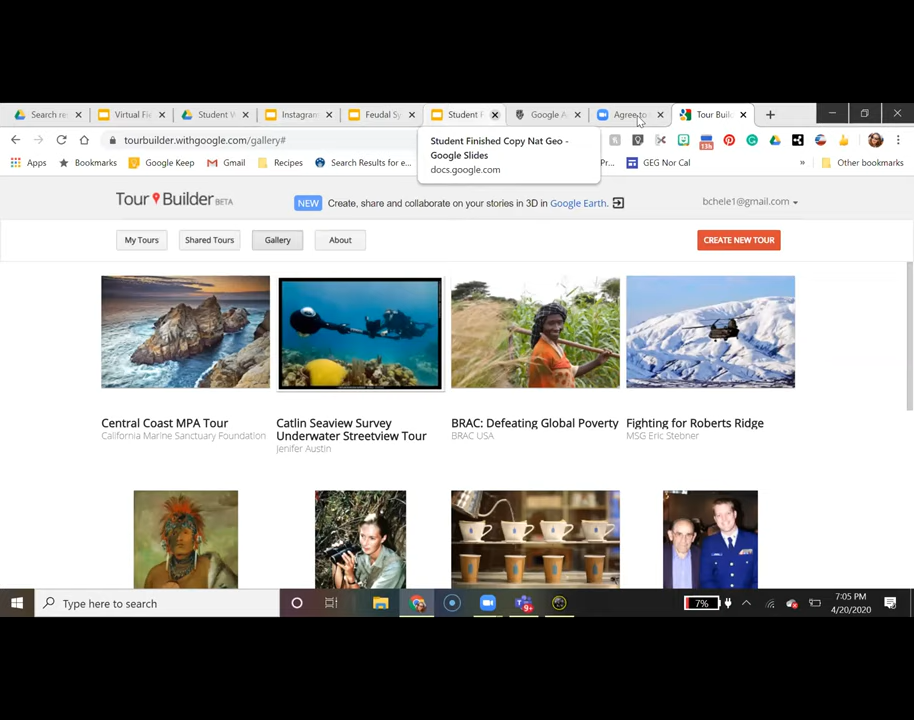 Search re
Virtual Fie
Student W
Instagram
Feudal Sy
Student F
Google A
Agree to
Tour Buil
tourbuilder.withgoogle.com/gallery#
Student Finished Copy Nat Geo -
Google Slides
docs.google.com
13h
Apps
Bookmarks
Google Keep
Gmail
Recipes
Search Results for e...
GEG Nor Cal
»
Other bookmarks
Tour Builder BETA
NEW Create, share and collaborate on your stories in 3D in Google Earth.
bchele1@gmail.com
My Tours
Shared Tours
Gallery
About
CREATE NEW TOUR
Central Coast MPA Tour
California Marine Sanctuary Foundation
Catlin Seaview Survey
Underwater Streetview Tour
Jenifer Austin
BRAC: Defeating Global Poverty
BRAC USA
Fighting for Roberts Ridge
MSG Eric Stebner
Type here to search
9+
7%
7:05 PM
4/20/2020